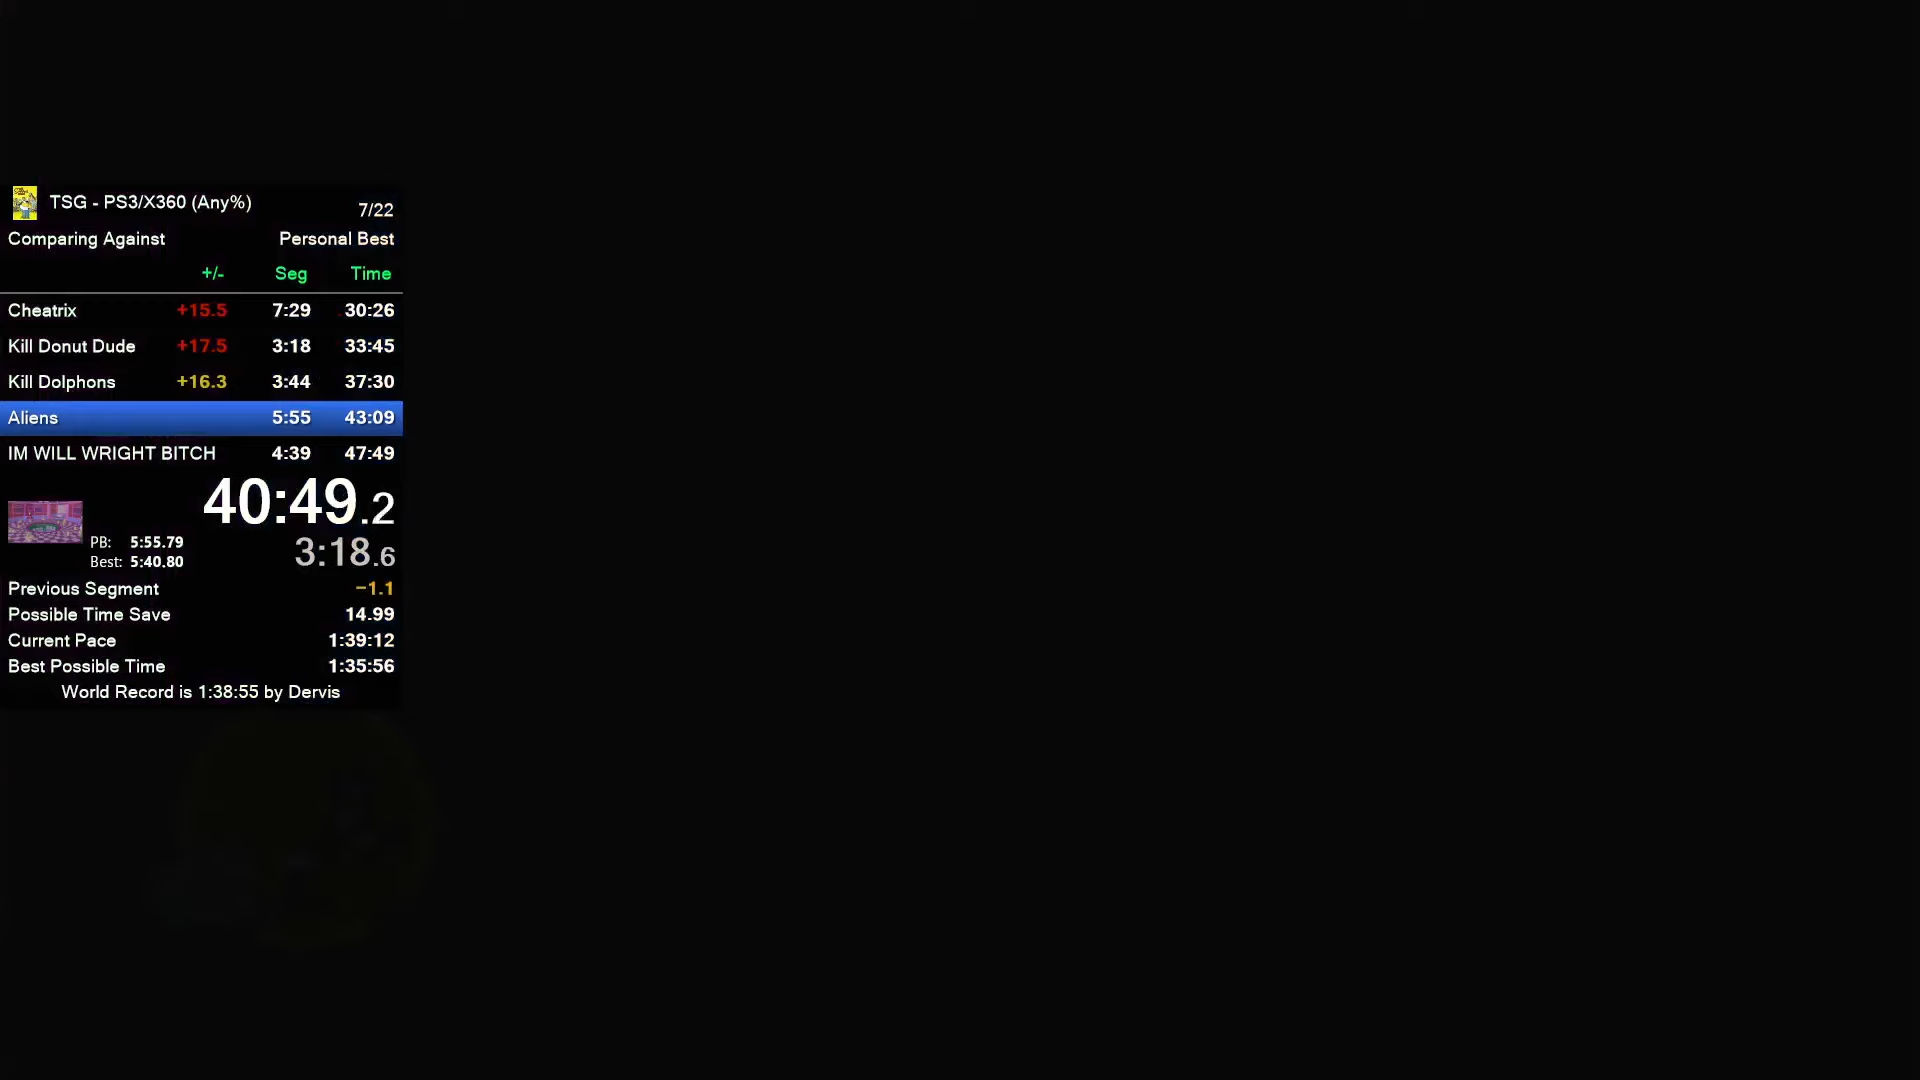 TSG - PS3/X360 (Any%)
7/22
Comparing Against Personal Best
+/- Seg Time
Cheatrix +15.5 7:29 30:26
Kill Donut Dude +17.5 3:18 33:45
Kill Dolphons +16.3 3:44 37:30
Aliens 5:55 43:09
IM WILL WRIGHT BITCH 4:39 47:49
40:49.2
PB: 5:55.79
3:18.6
Best: 5:40.80
Previous Segment −1.1
Possible Time Save 14.99
Current Pace 1:39:12
Best Possible Time 1:35:56
World Record is 1:38:55 by Dervis